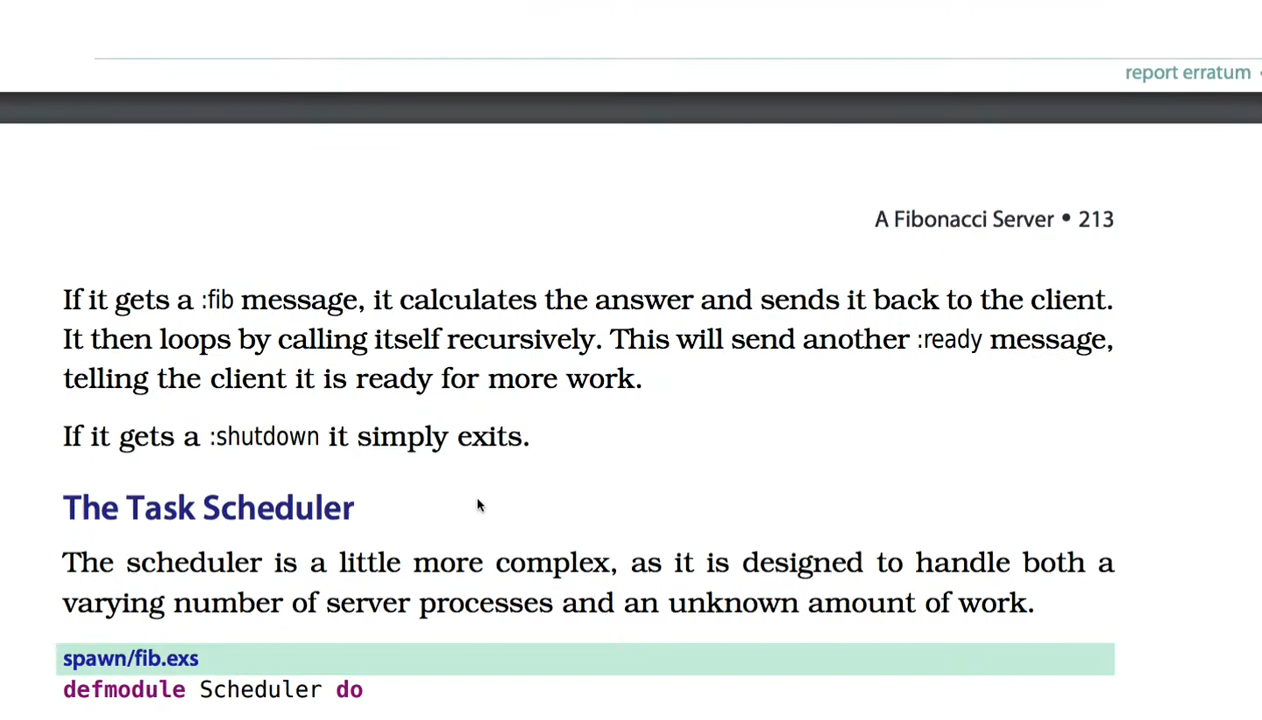 report erratum
A Fibonacci Server • 213
If it gets a :fib message, it calculates the answer and sends it back to the client.
It then loops by calling itself recursively. This will send another :ready message,
telling the client it is ready for more work.
If it gets a :shutdown it simply exits.
The Task Scheduler
The scheduler is a little more complex, as it is designed to handle both a
varying number of server processes and an unknown amount of work.
spawn/fib.exs
defmodule Scheduler do